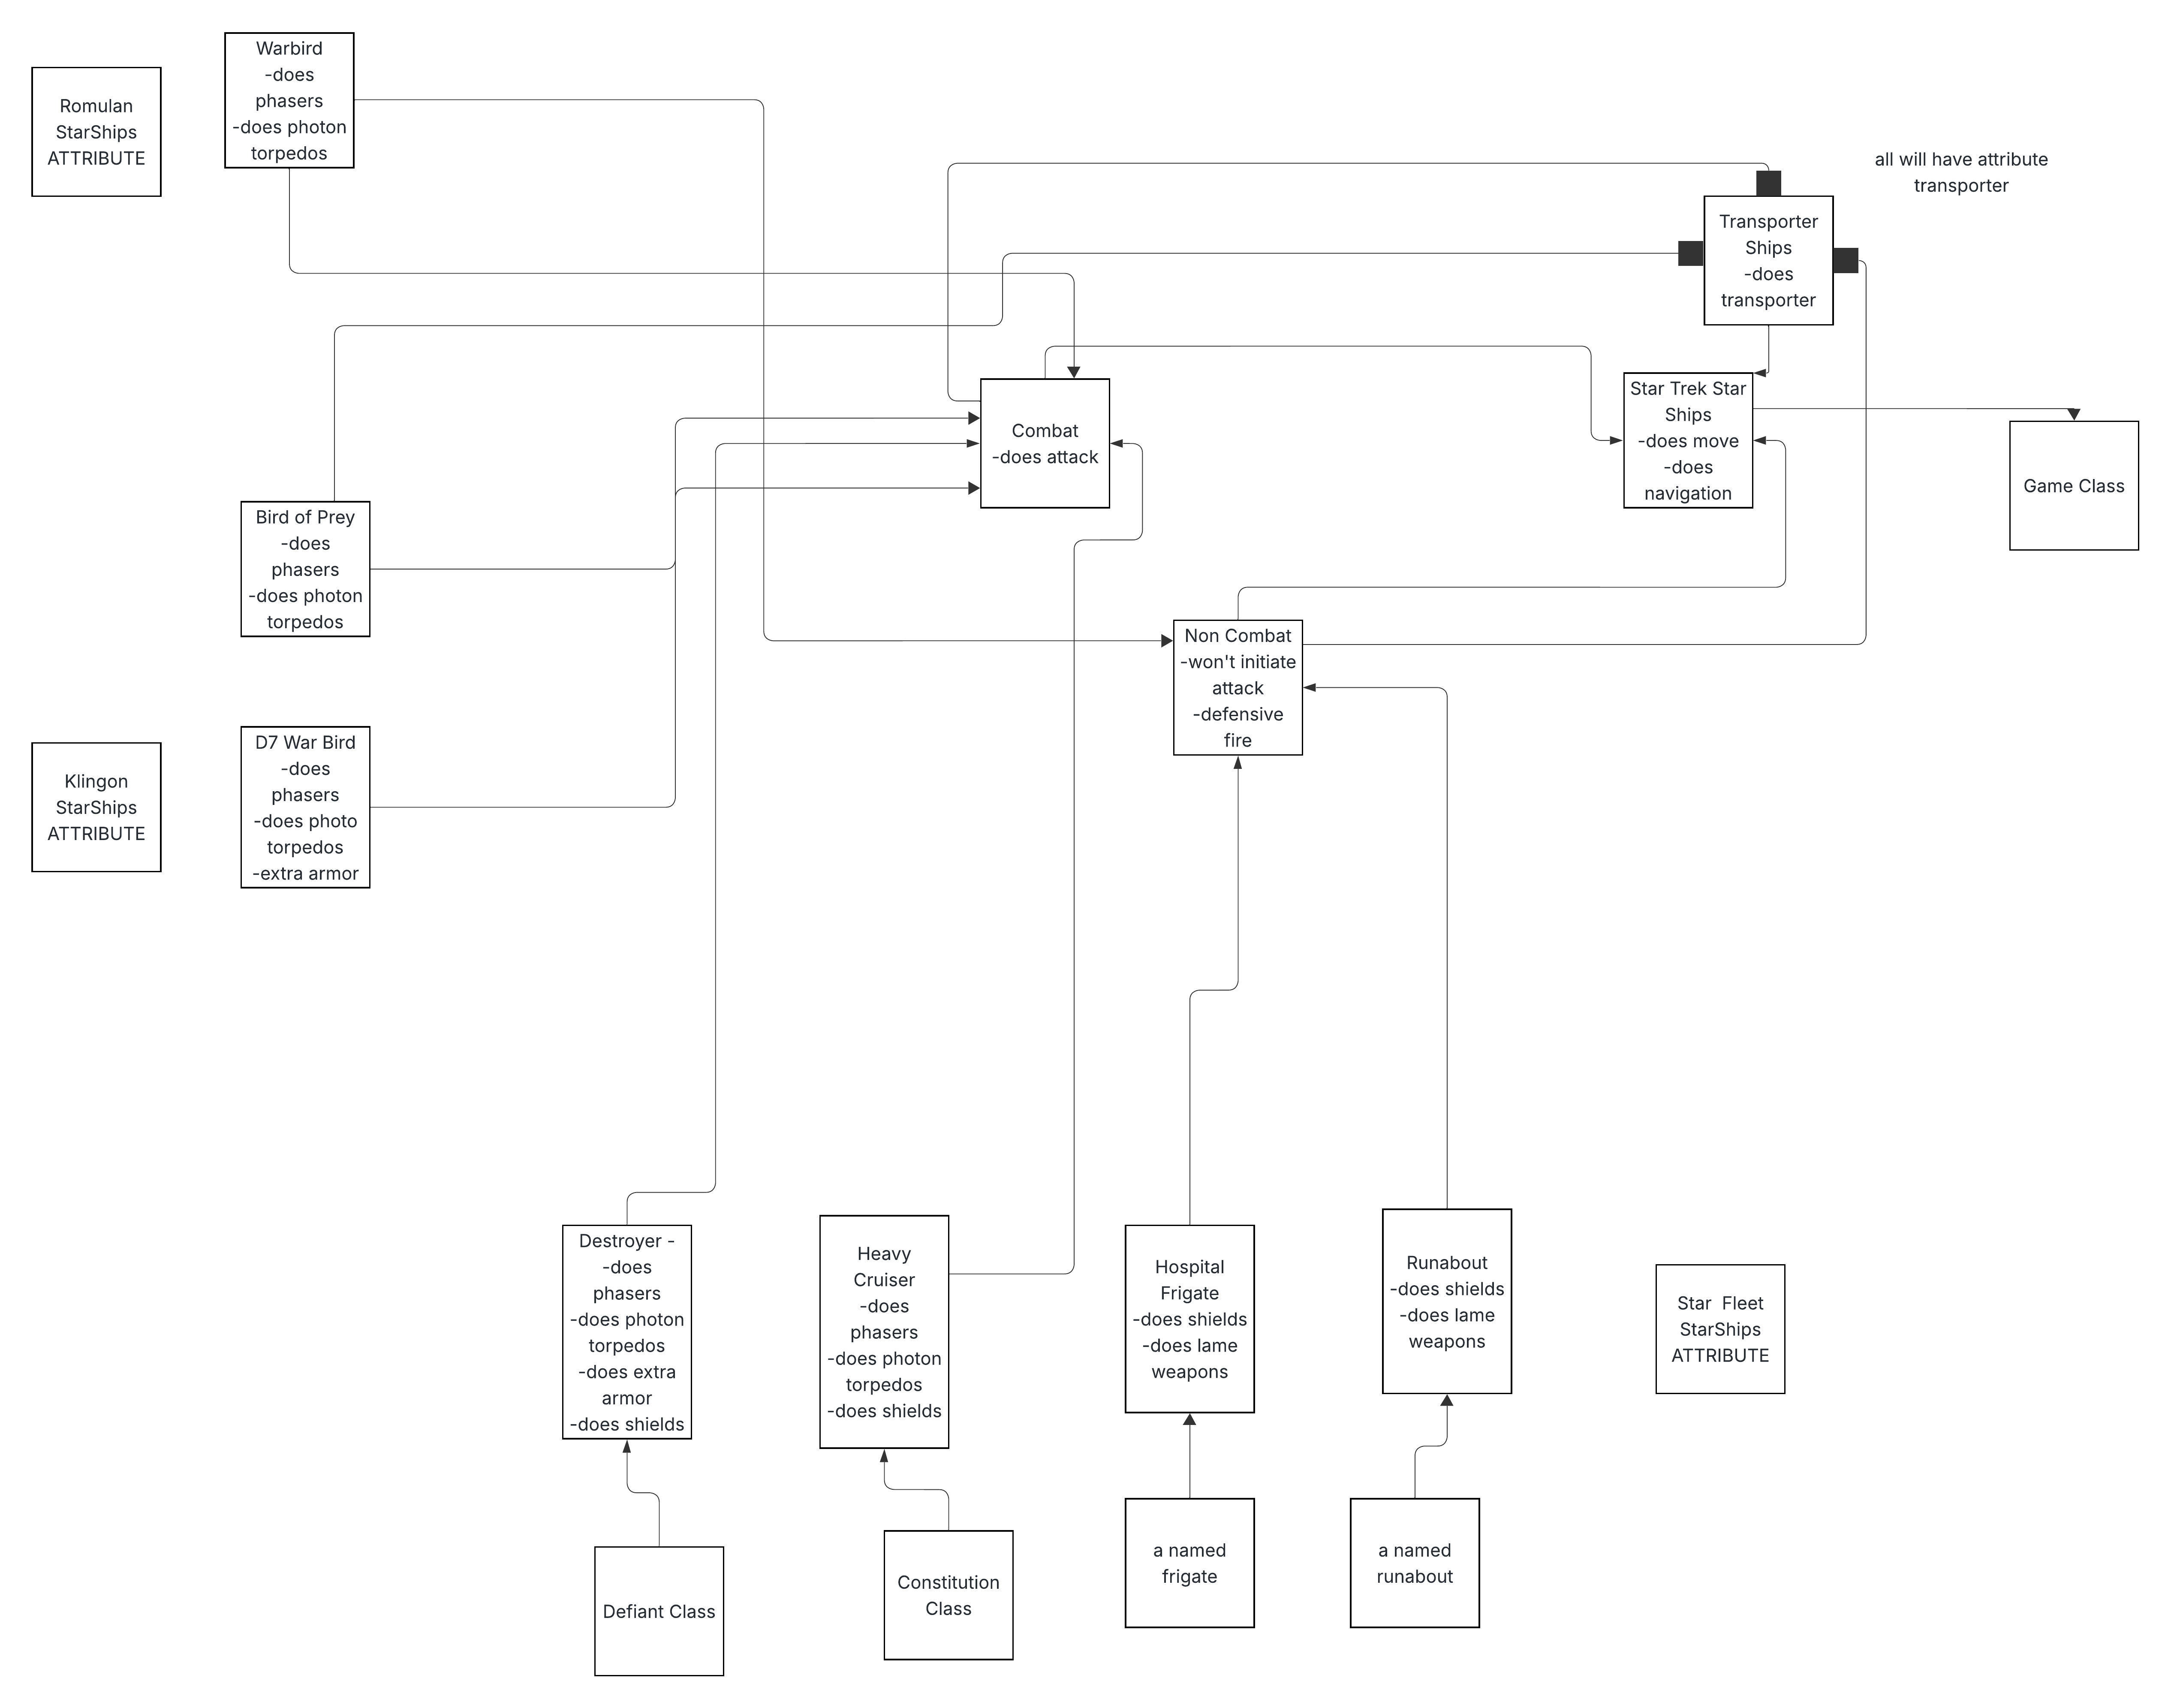 Warbird
-does
phasers
-does photon
torpedos
Romulan
StarShips
ATTRIBUTE
all will have attribute
transporter
Transporter
Ships
-does
transporter
Star Trek Star
Ships
-does move
-does
navigation
Combat
-does attack
Game Class
Bird of Prey
-does
phasers
-does photon
torpedos
Non Combat
-won't initiate
attack
-defensive
fire
D7 War Bird
-does
phasers
-does photo
torpedos
-extra armor
Klingon
StarShips
ATTRIBUTE
Destroyer -
-does
phasers
-does photon
torpedos
-does extra
armor
-does shields
Heavy
Cruiser
-does
phasers
-does photon
torpedos
-does shields
Hospital
Frigate
-does shields
-does lame
weapons
Runabout
-does shields
-does lame
weapons
Star  Fleet
StarShips
ATTRIBUTE
Defiant Class
Constitution
Class
a named
frigate
a named
runabout